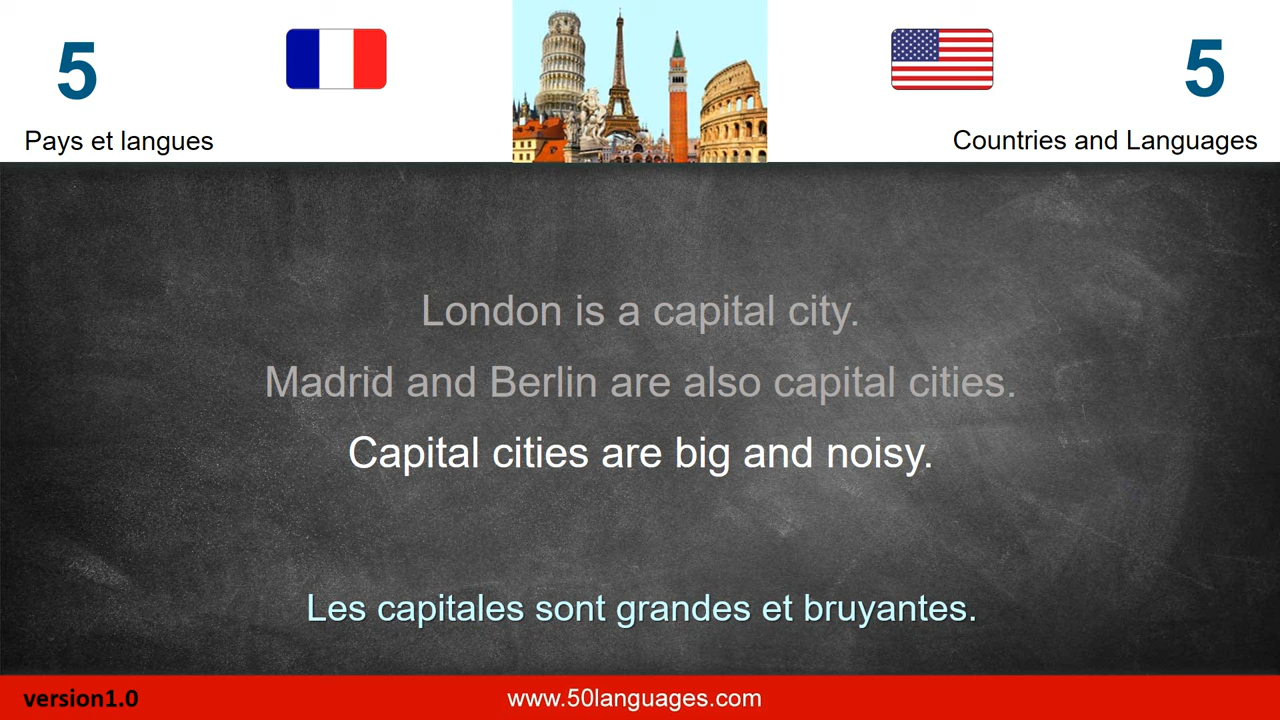 5
5
Pays et langues
Countries and Languages
London is a capital city.
Madrid and Berlin are also capital cities.
Capital cities are big and noisy.
Les capitales sont grandes et bruyantes.
version1.0
www.50languages.com